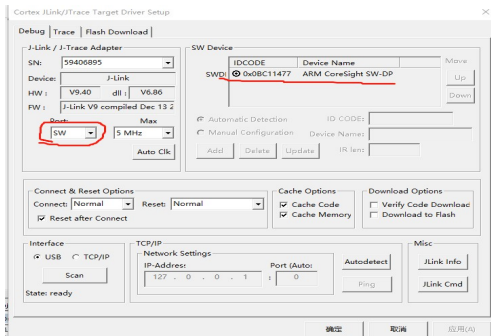 Cortex JLink//JTrace Target Driver Setup
Debug Trace Flash Download
J-Link / J-Trace Adapter
SN: 59406895
Device: J-Link
HW : V9.40 dll : V6.86
FW : J-Link V9 compiled Dec 13 2
Port: Max
SW 5 MHz
Auto Clk
SW Device
IDCODE Device Name Move
SWDI 0x0BC11477 ARM CoreSight SW-DP
Up
Down
Automatic Detection ID CODE:
Manual Configuration Device Name:
Add Delete Update IR len:
Connect & Reset Options
Connect: Normal Reset: Normal
Reset after Connect
Cache Options
Cache Code
Cache Memory
Download Options
Verify Code Download
Download to Flash
Interface
USB TCP/IP
Scan
State: ready
TCP/IP
Network Settings
IP-Address: Port (Auto:
127 . 0 . 0 . 1 : 0
Autodetect
Ping
Misc
JLink Info
JLink Cmd
确定 取消 应用(A)